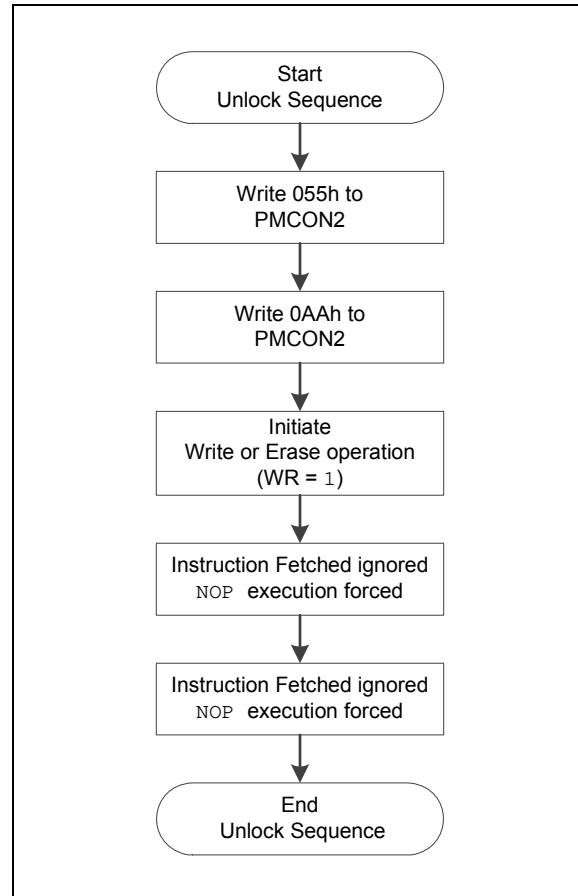 Start
Unlock Sequence
Write 055h to
PMCON2
Write 0AAh to
PMCON2
Initiate
Write or Erase operation
(WR = 1)
Instruction Fetched ignored
NOP execution forced
Instruction Fetched ignored
NOP execution forced
End
Unlock Sequence